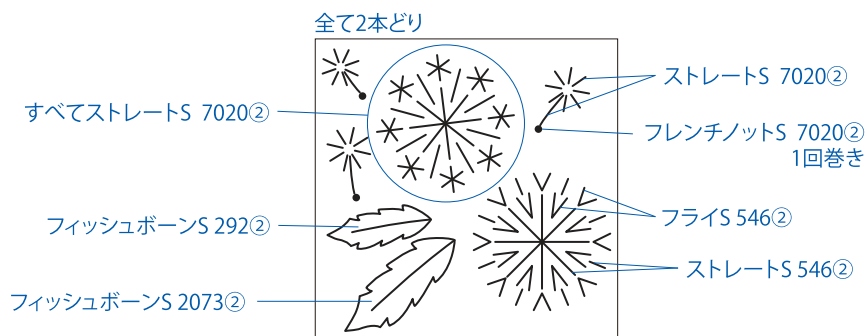 全て2本どり
すべてストレートS 7020②
ストレートS 7020②
フレンチノットS 7020②
1回巻き
フィッシュボーンS 292②
フライS 546②
ストレートS 546②
フィッシュボーンS 2073②